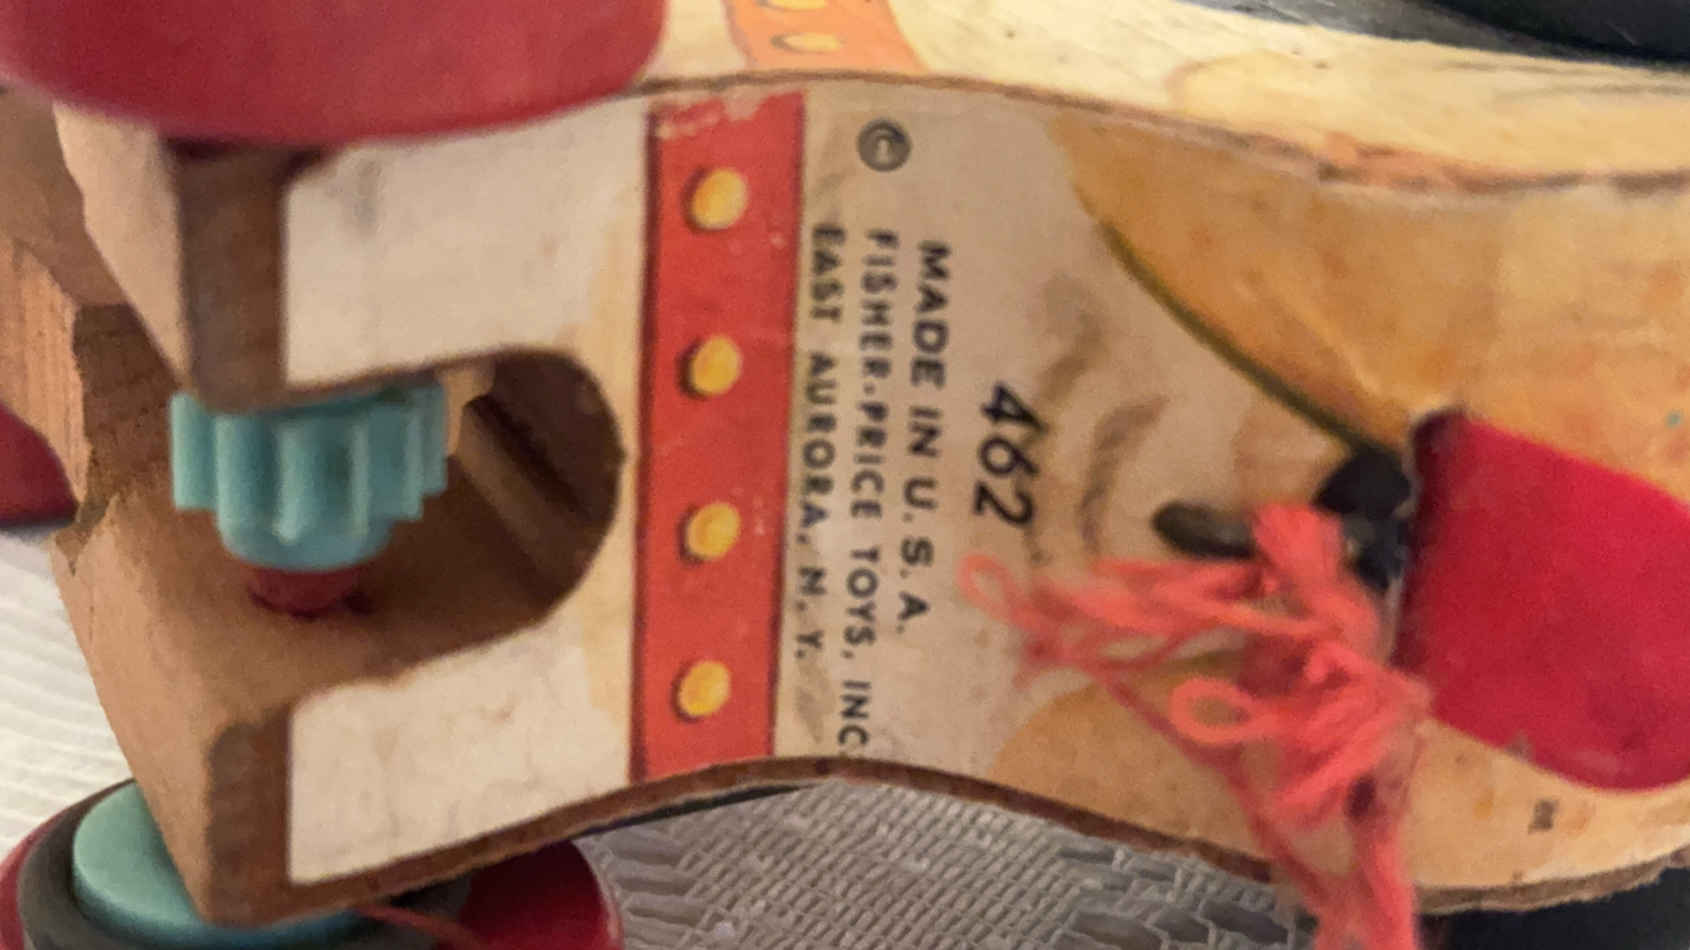 462
MADE IN U.S.A.
FISHER-PRICE TOYS, INC.
EAST AURORA, N.Y.
©